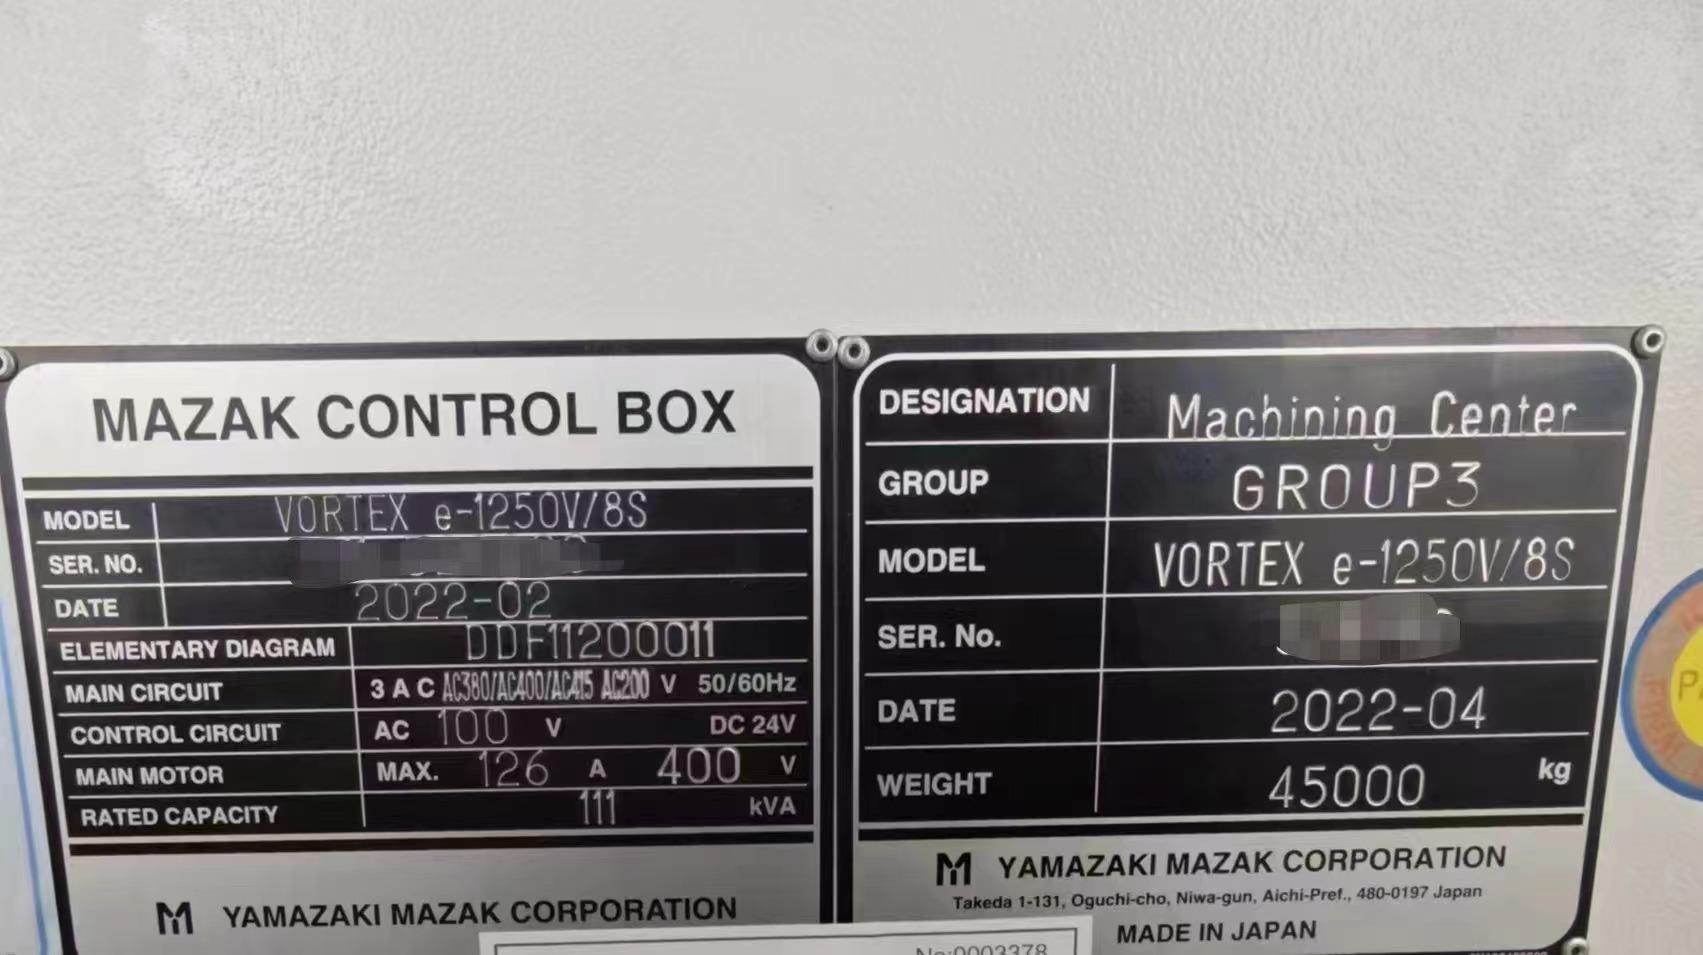 MAZAK CONTROL BOX
MODEL VORTEX e-1250V/8S
SER. NO.
DATE 2022-02
ELEMENTARY DIAGRAM DDF11200011
MAIN CIRCUIT 3 A C AC380/AC400/AC415 AC200 V 50/60Hz
CONTROL CIRCUIT AC 100 V DC 24V
MAIN MOTOR MAX. 126 A 400 V
RATED CAPACITY 111 kVA
YAMAZAKI MAZAK CORPORATION
DESIGNATION Machining Center
GROUP GROUP3
MODEL VORTEX e-1250V/8S
SER. No.
DATE 2022-04
WEIGHT 45000 kg
YAMAZAKI MAZAK CORPORATION
Takeda 1-131, Oguchi-cho, Niwa-gun, Aichi-Pref., 480-0197 Japan
MADE IN JAPAN
No:0003378